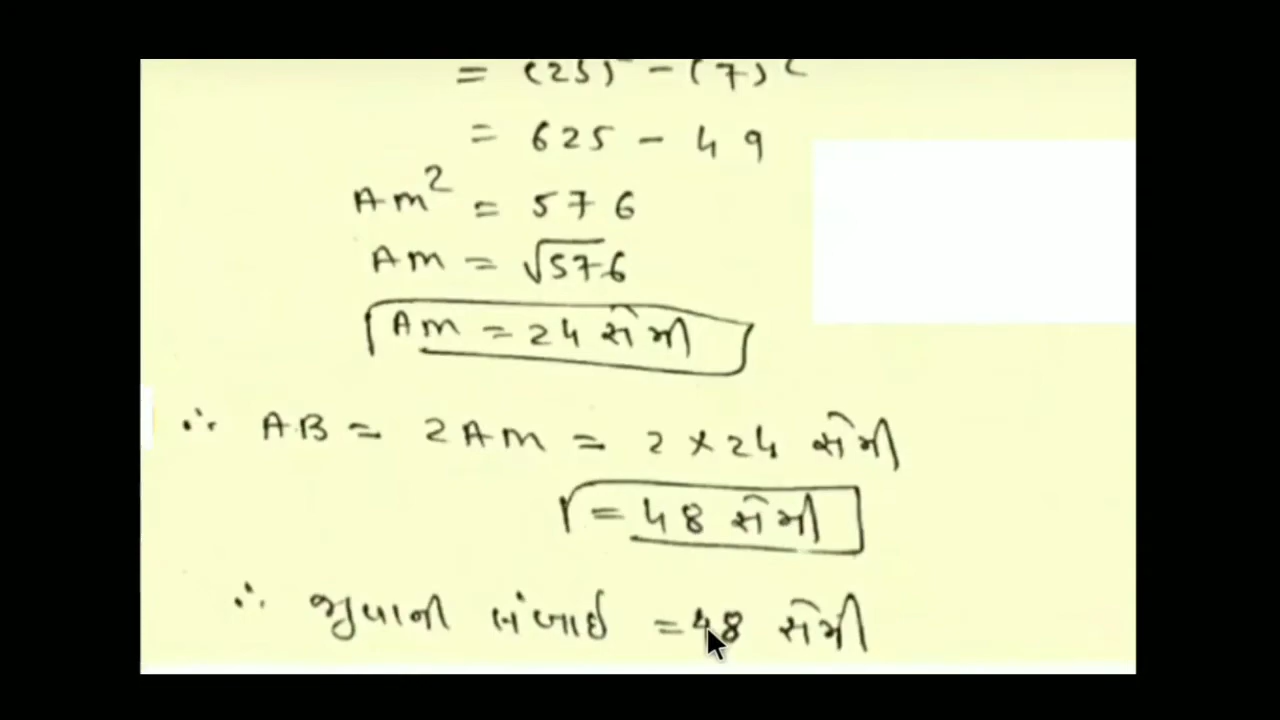 = (25)² - (7)²
= 625 - 49
Am² = 576
Am = √576
Am = 24 સેમી
∴ AB = 2AM = 2 × 24 સેમી
r = 48 સેમી
∴ જીવાની લંબાઈ = 48 સેમી